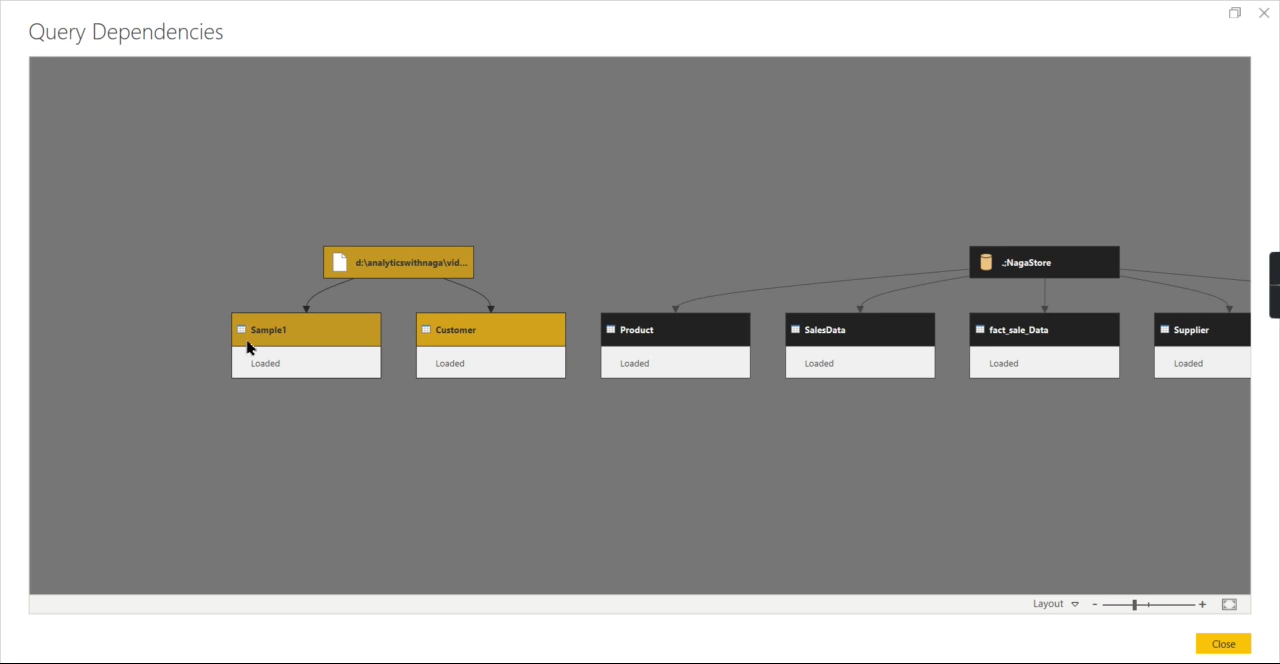 Query Dependencies
d:\analyticswithnaga\vid...
.;NagaStore
Sample1
Customer
Product
SalesData
fact_sale_Data
Supplier
Loaded
Loaded
Loaded
Loaded
Loaded
Loaded
Layout
Close